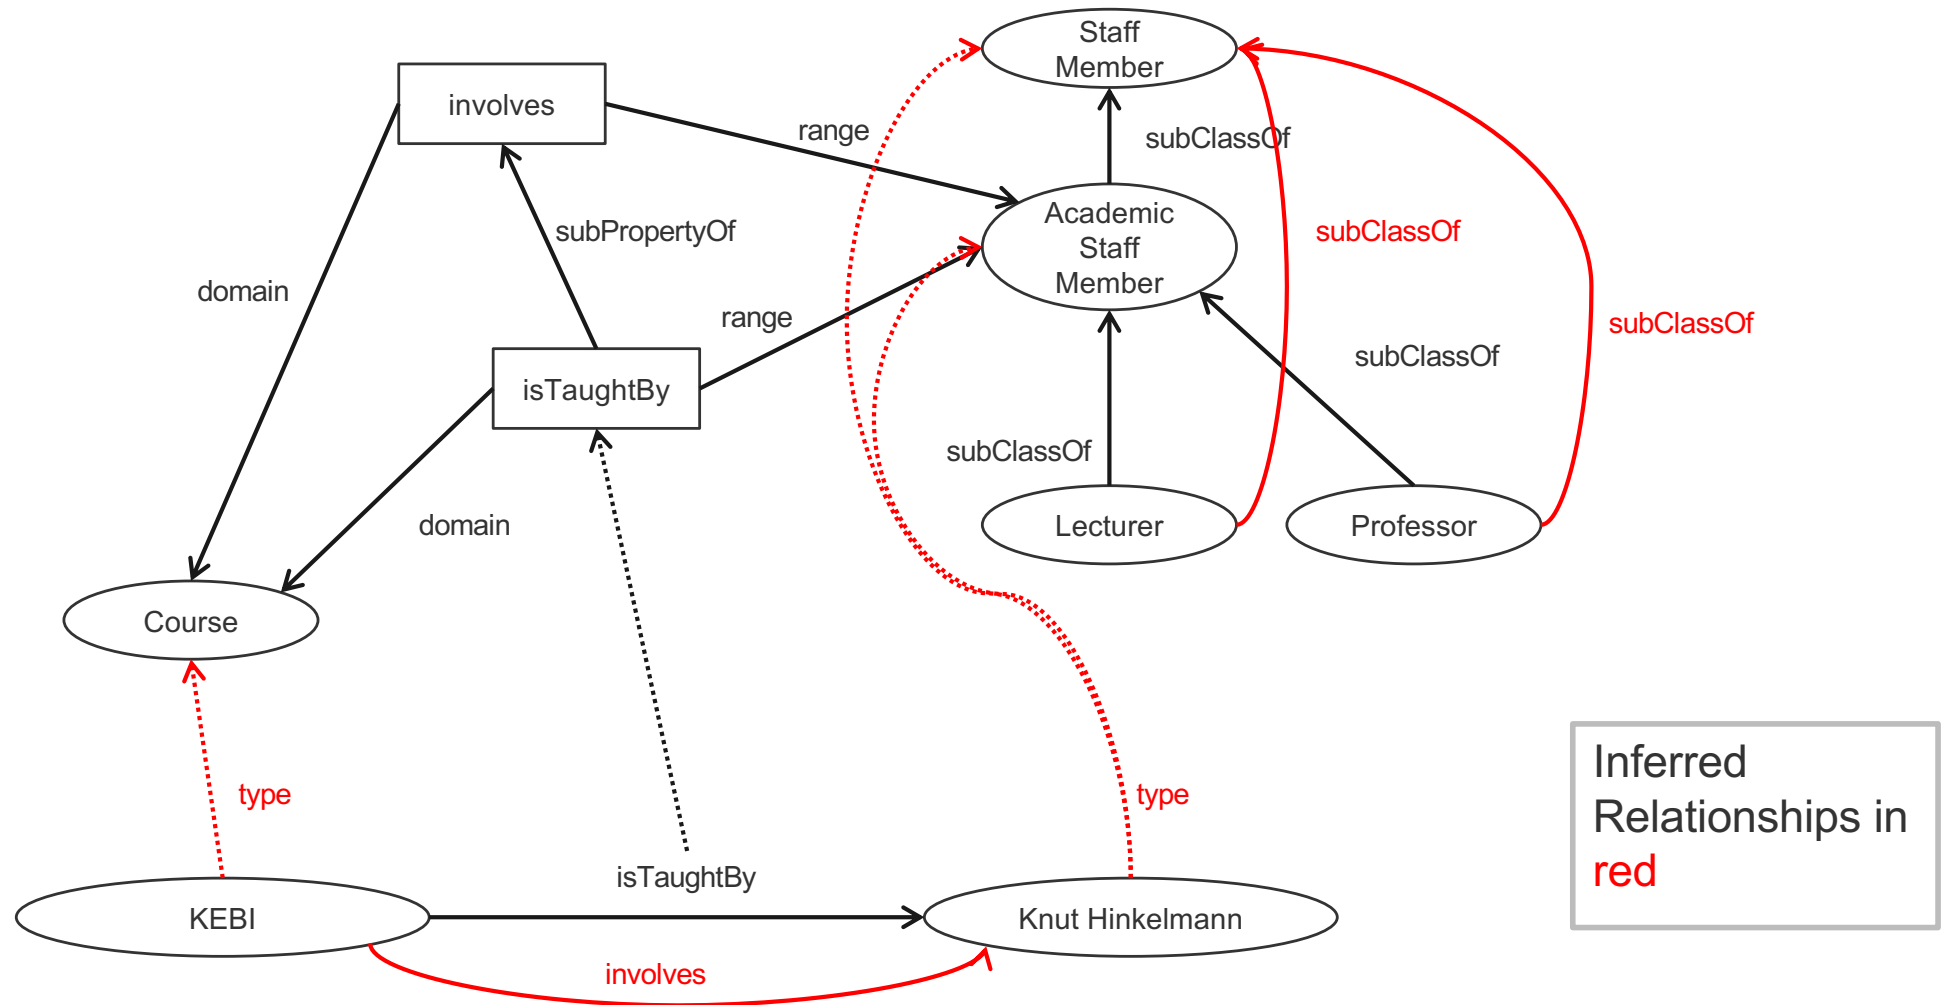 Staff
Member
involves
range
subClassOf
Academic
Staff
Member
subPropertyOf
subClassOf
domain
range
subClassOf
subClassOf
isTaughtBy
subClassOf
domain
Lecturer
Professor
Course
type
type
Inferred
Relationships in
red
isTaughtBy
KEBI
Knut Hinkelmann
involves